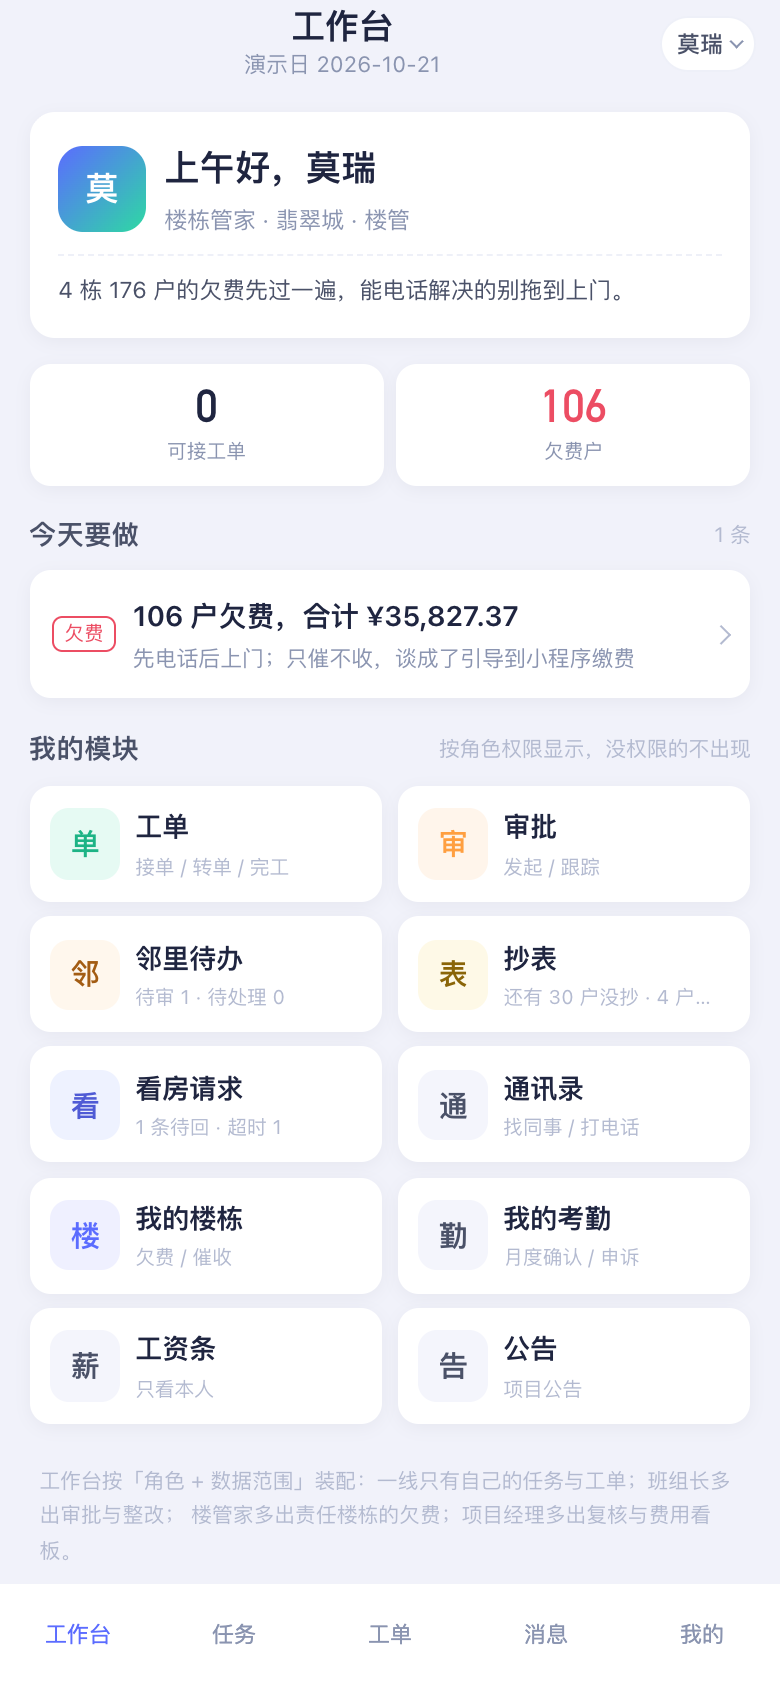 工作台
演示日 2026-10-21
莫瑞
莫
上午好，莫瑞
楼栋管家 · 翡翠城 · 楼管
4 栋 176 户的欠费先过一遍，能电话解决的别拖到上门。
0
可接工单
106
欠费户
今天要做
1 条
欠费
106 户欠费，合计 ¥35,827.37
先电话后上门；只催不收，谈成了引导到小程序缴费
我的模块
按角色权限显示，没权限的不出现
单
工单
接单 / 转单 / 完工
审
审批
发起 / 跟踪
邻
邻里待办
待审 1 · 待处理 0
表
抄表
还有 30 户没抄 · 4 户...
看
看房请求
1 条待回 · 超时 1
通
通讯录
找同事 / 打电话
楼
我的楼栋
欠费 / 催收
勤
我的考勤
月度确认 / 申诉
薪
工资条
只看本人
告
公告
项目公告
工作台按「角色 + 数据范围」装配：一线只有自己的任务与工单；班组长多
出审批与整改； 楼管家多出责任楼栋的欠费；项目经理多出复核与费用看
板。
工作台
任务
工单
消息
我的